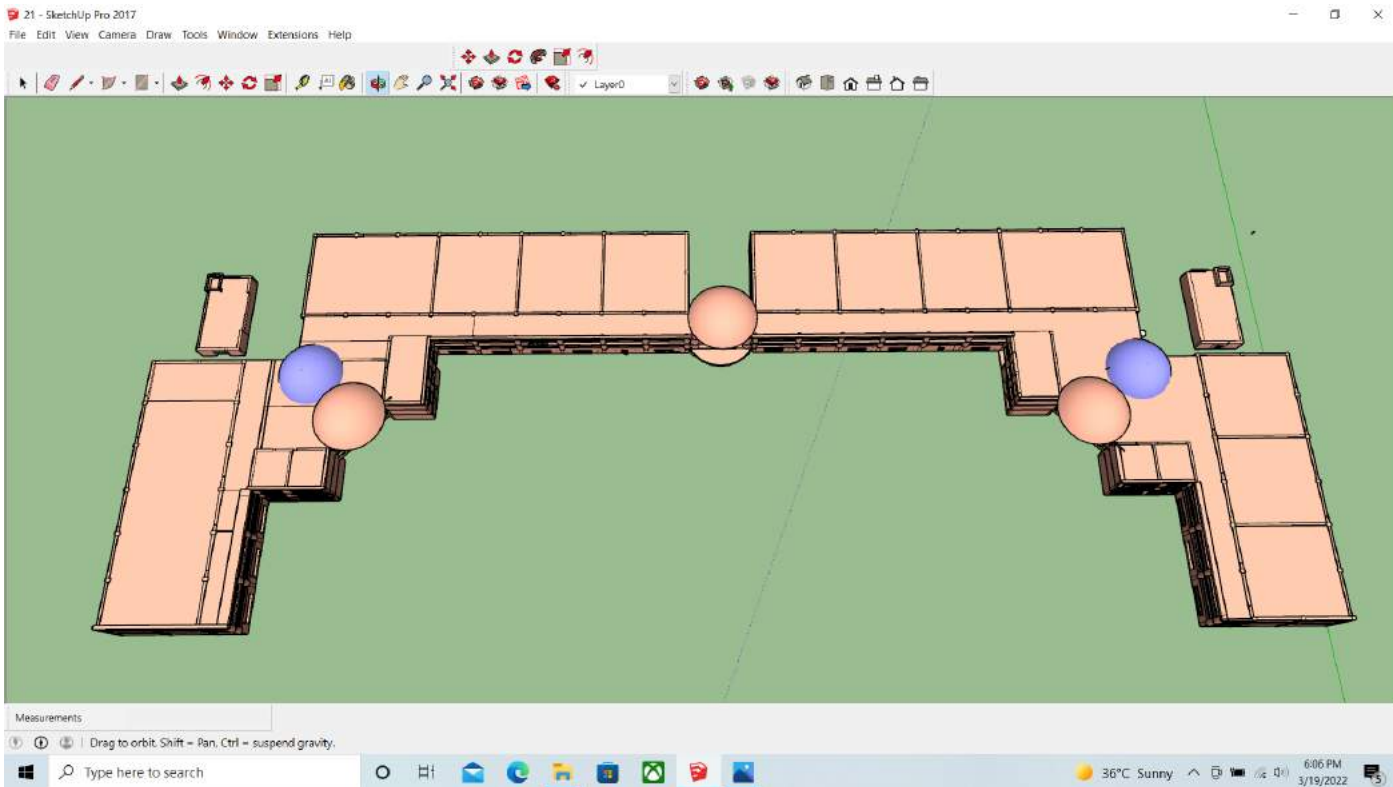 21 - SketchUp Pro 2017
File Edit View Camera Draw Tools Window Extensions Help
Layer0
Measurements
Drag to orbit. Shift = Pan, Ctrl = suspend gravity.
Type here to search
36°C Sunny
6:06 PM
3/19/2022
5